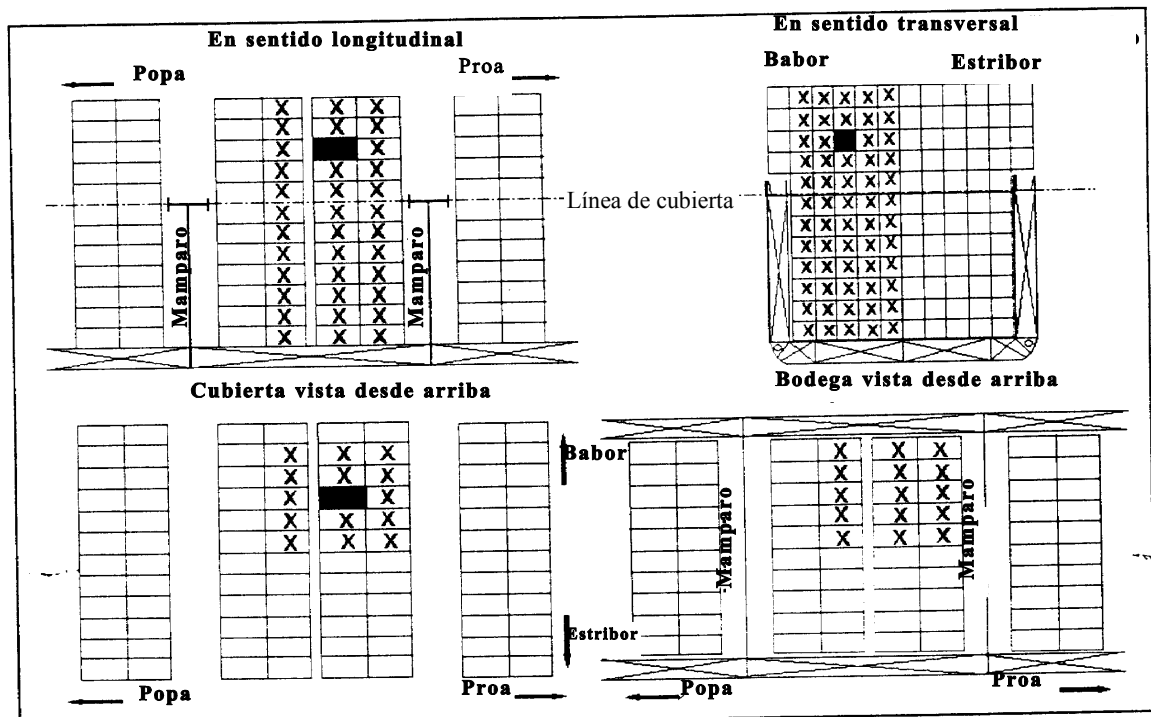 En sentido longitudinal
En sentido transversal
Popa
Proa
Babor
Estribor
X X X
X X X
X X
X X X
X X X
X X X
X X X
X X X
X X X
X X X
X X X
X X X
X X X X X
X X X X X
X X X X
X X X X X
X X X X X
X X X X X
X X X X X
X X X X X
X X X X X
X X X X X
X X X X X
X X X X X
Línea de cubierta
Mamparo
Mamparo
Cubierta vista desde arriba
Bodega vista desde arriba
X X X
X X X
X X
X X X
X X X
Babor
Estribor
X X X
X X X
X X X
X X X
X X X
Mamparo
Mamparo
Popa
Proa
Popa
Proa